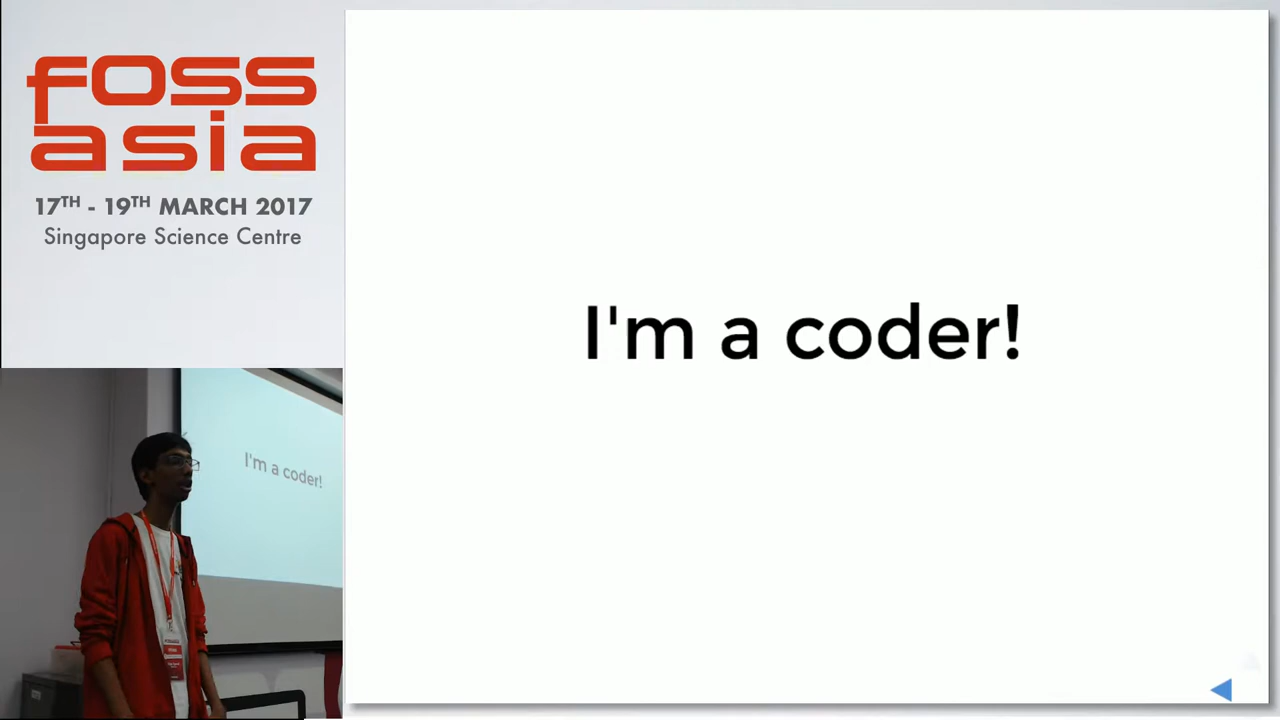 foss
asia
17TH - 19TH MARCH 2017
Singapore Science Centre
I'm a coder!
I'm a coder!